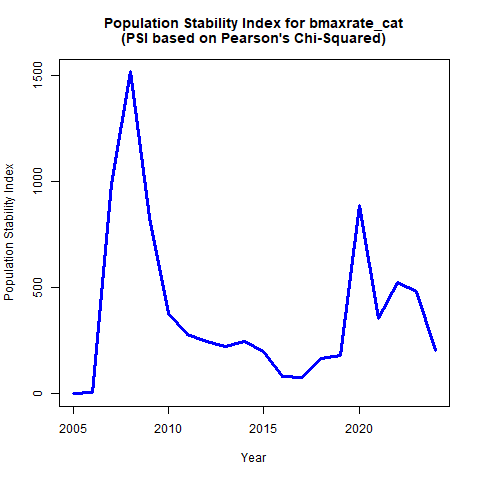 Population Stability Index for bmaxrate_cat
(PSI based on Pearson's Chi-Squared)
Population Stability Index
1500
1000
500
0
2005 2010 2015 2020
Year